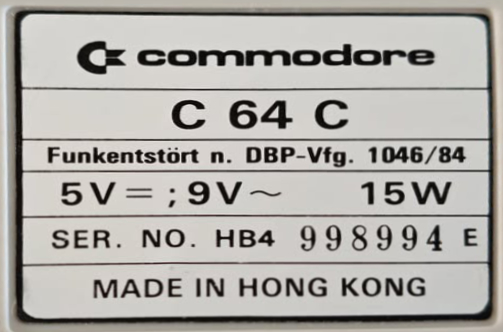 commodore
C 64 C
Funkentstört n. DBP-Vfg. 1046/84
5V⎓ ; 9V∼ 15W
SER. NO. HB4 998994 E
MADE IN HONG KONG